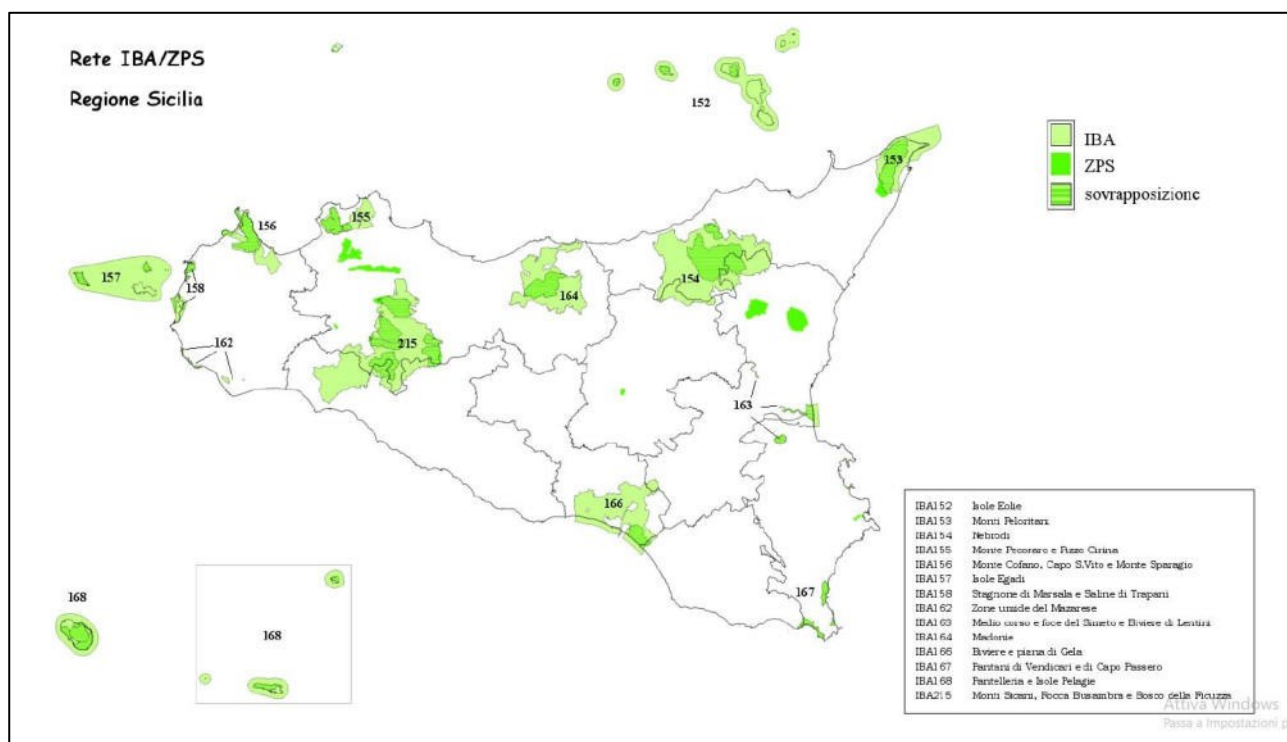 Rete IBA/ZPS
Regione Sicilia
152
IBA
ZPS
sovrapposizione
153
156
155
157
158
154
164
162
215
163
166
167
168
168
IBA152 Isole Eolie
IBA153 Monti Peloritani
IBA154 Nebrodi
IBA155 Monte Pecoraro e Pizzo Cirina
IBA156 Monte Cofano, Capo S.Vito e Monte Sparagio
IBA157 Isole Egadi
IBA158 Stagnone di Marsala e Saline di Trapani
IBA162 Zone umide del Mazarese
IBA163 Medio corso e foce del Simeto e Biviere di Lentini
IBA164 Madonie
IBA166 Biviere e piana di Gela
IBA167 Pantani di Vendicari e di Capo Passero
IBA168 Pantelleria e Isole Pelagie
IBA215 Monti Sicani, Rocca Busambra e Bosco della Ficuzza
Attiva Windows
Passa a Impostazioni p